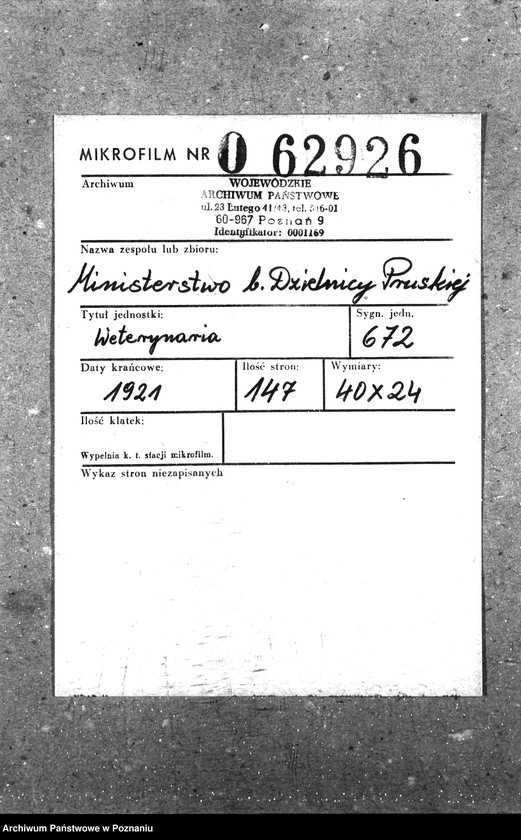 MIKROFILM NR 0 62926
Archiwum
WOJEWÓDZKIE
ARCHIWUM PAŃSTWOWE
ul. 23 Lutego 41/43, tel. 516-01
60-967 Poznań 9
Identyfikator: 0001169
Nazwa zespołu lub zbioru:
Ministerstwo b. Dzielnicy Pruskiej
Tytuł jednostki:
Sygn. jedn.
Weterynaria
672
Daty krańcowe:
Ilość stron:
Wymiary:
1921
147
40x24
Ilość klatek:
Wypełnia k. t. stacji mikrofilm.
Wykaz stron niezapisanych
Archiwum Państwowe w Poznaniu